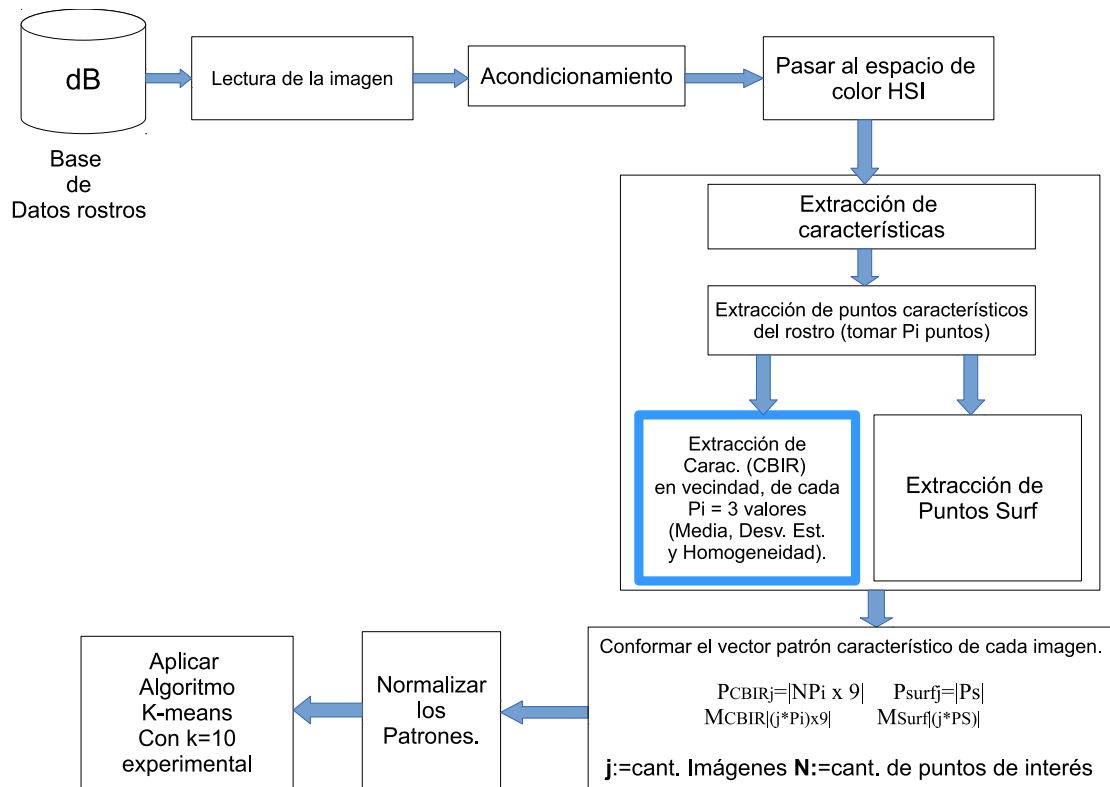 dB
Base
de
Datos rostros
Lectura de la imagen
Acondicionamiento
Pasar al espacio de
color HSI
Extracción de
características
Extracción de puntos característicos
del rostro (tomar Pi puntos)
Extracción de
Carac. (CBIR)
en vecindad, de cada
Pi = 3 valores
(Media, Desv. Est.
y Homogeneidad).
Extracción de
Puntos Surf
Conformar el vector patrón característico de cada imagen.
PCBIRj=|NPi x 9| Psurfj=|Ps|
MCBIR|(j*Pi)x9| MSurf|(j*PS)|
j:=cant. Imágenes N:=cant. de puntos de interés
Normalizar
los
Patrones.
Aplicar
Algoritmo
K-means
Con k=10
experimental